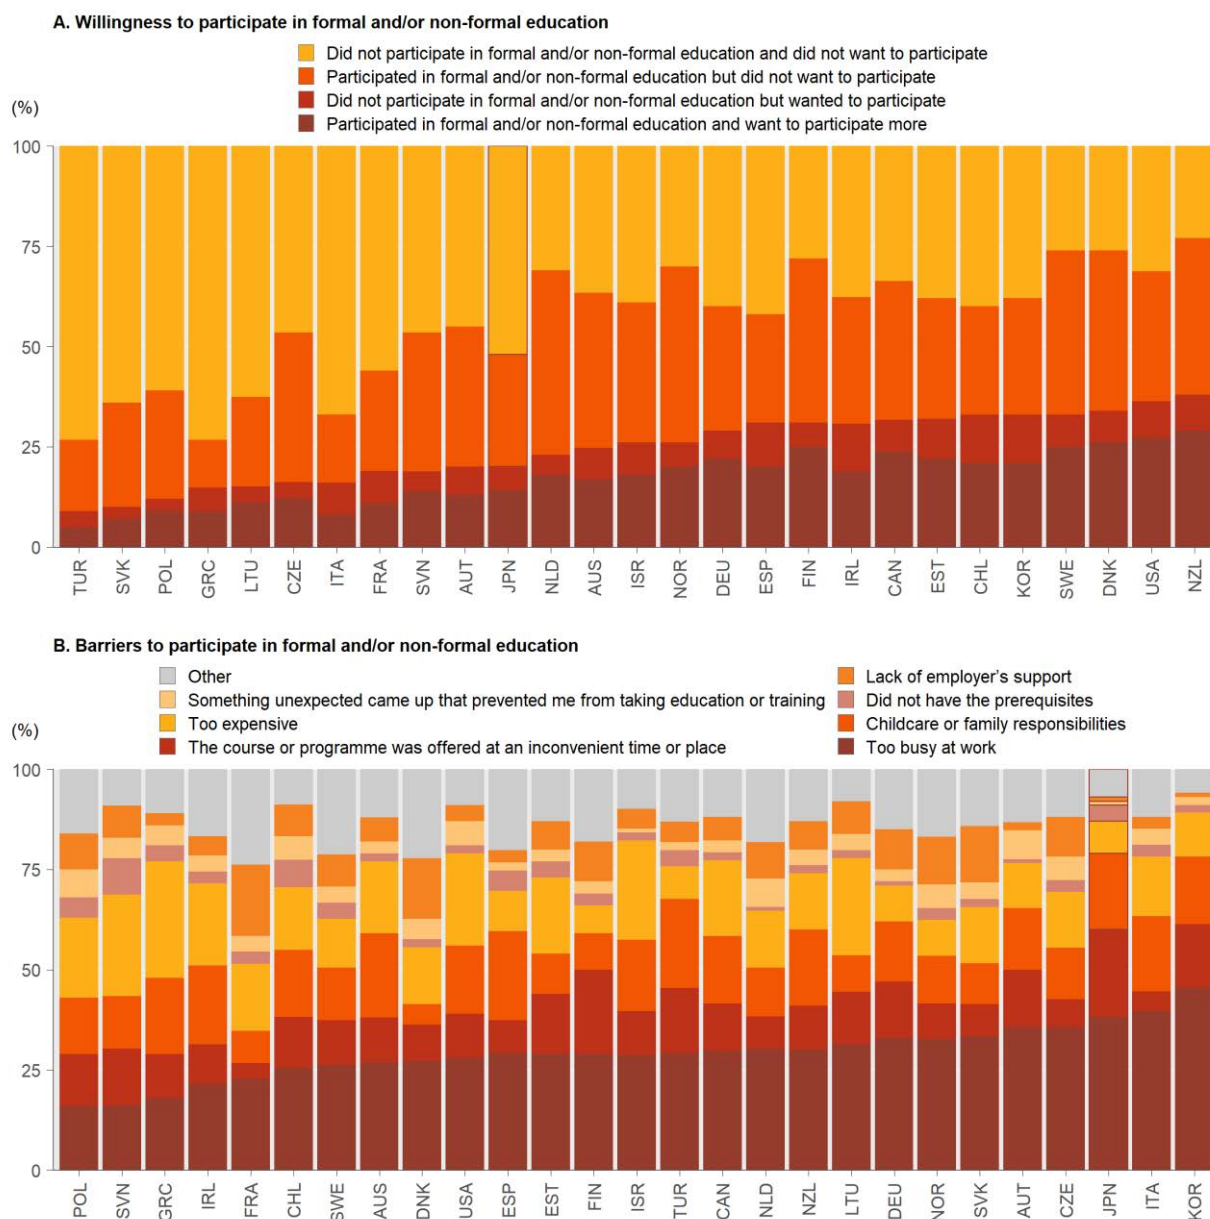 A. Willingness to participate in formal and/or non-formal education
Did not participate in formal and/or non-formal education and did not want to participate
Participated in formal and/or non-formal education but did not want to participate
Did not participate in formal and/or non-formal education but wanted to participate
Participated in formal and/or non-formal education and want to participate more
(%)
100
75
50
25
0
TUR SVK POL GRC LTU CZE ITA FRA SVN AUT JPN NLD AUS ISR NOR DEU ESP FIN IRL CAN EST CHL KOR SWE DNK USA NZL
B. Barriers to participate in formal and/or non-formal education
Other
Something unexpected came up that prevented me from taking education or training
Too expensive
The course or programme was offered at an inconvenient time or place
Lack of employer's support
Did not have the prerequisites
Childcare or family responsibilities
Too busy at work
(%)
100
75
50
25
0
POL SVN GRC IRL FRA CHL SWE AUS DNK USA ESP EST FIN ISR TUR CAN NLD NZL LTU DEU NOR SVK AUT CZE JPN ITA KOR